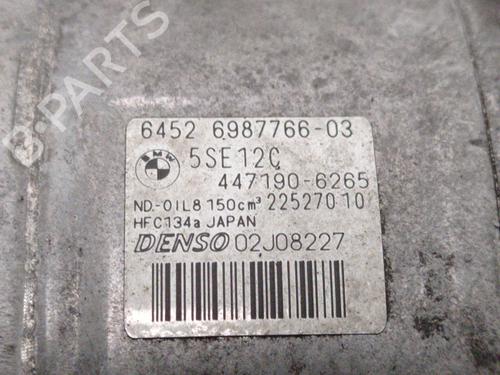 B-PARTS
6452 6987766-03
BMW
5SE12C
447190-6265
ND-OIL8 150cm³ 22527010
HFC134a JAPAN
DENSO 02J08227